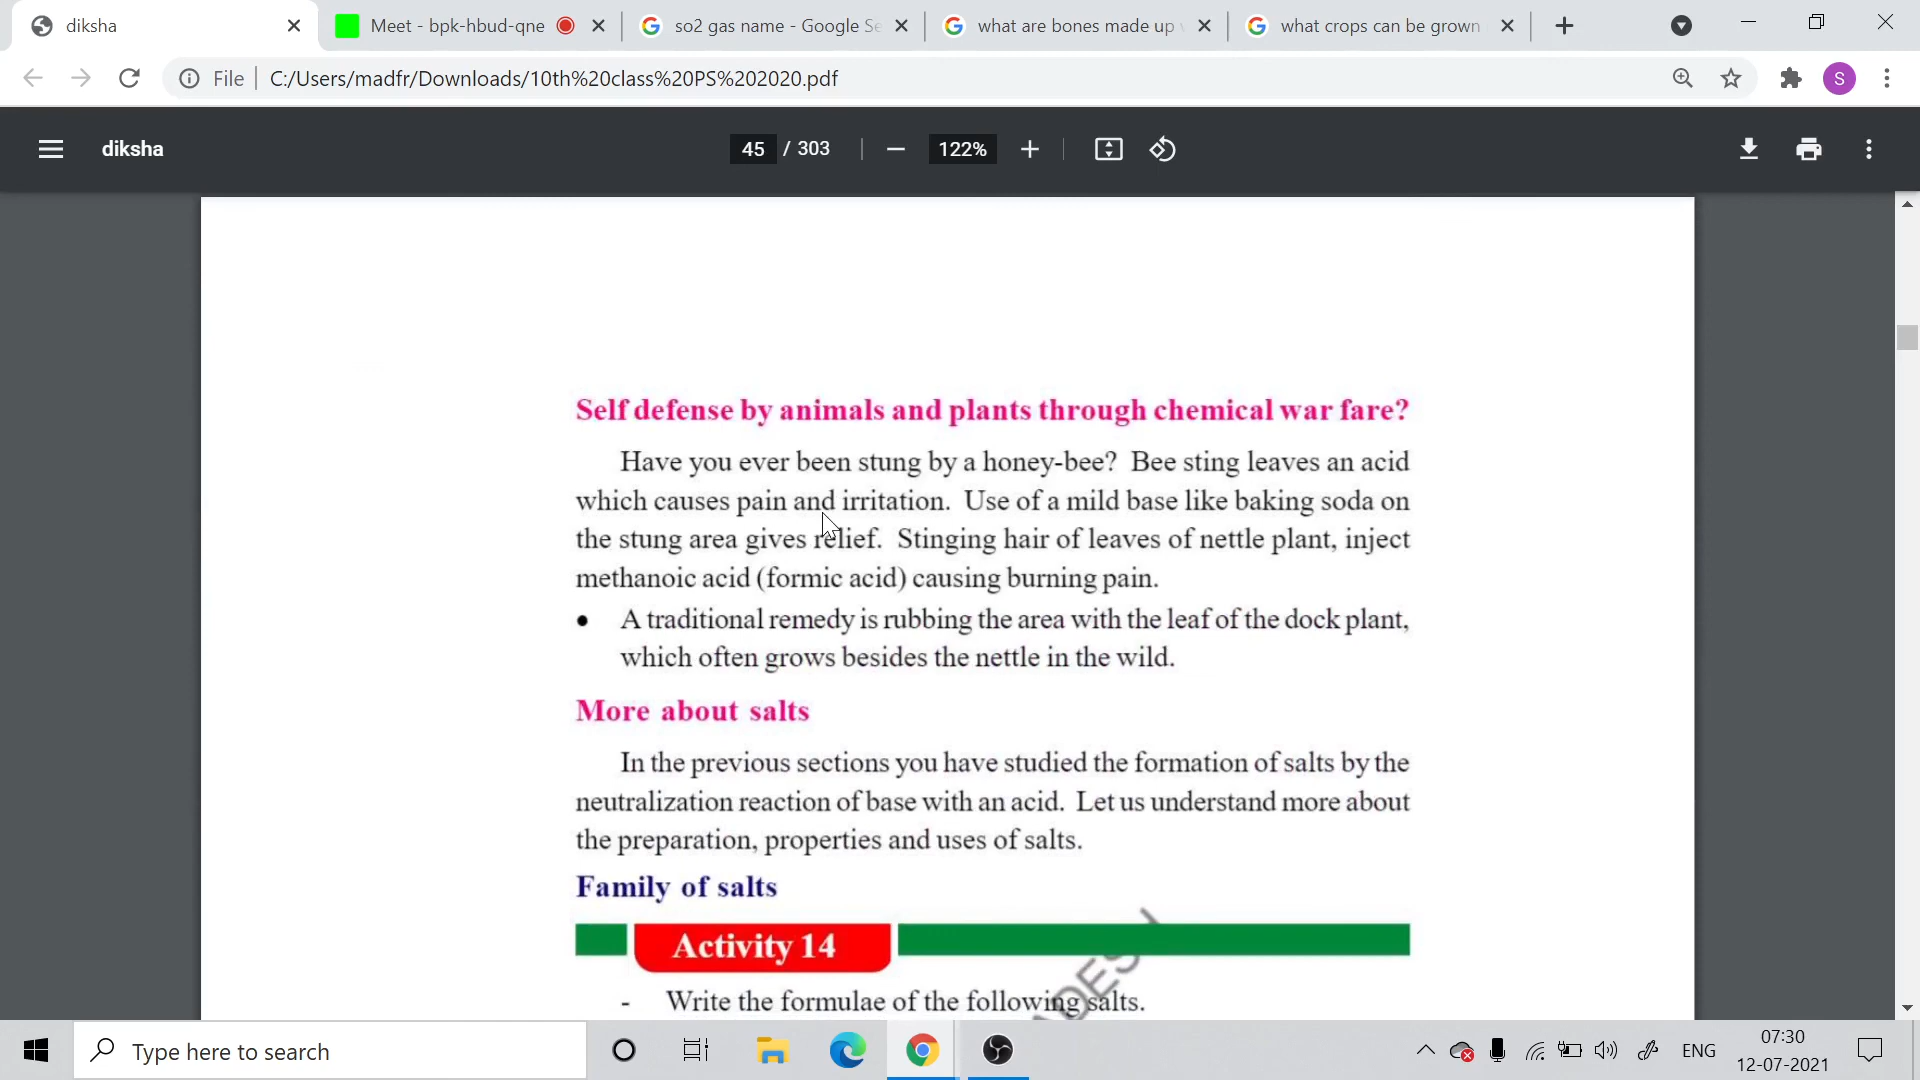 diksha
Meet - bpk-hbud-qne
so2 gas name - Google Se
what are bones made up
what crops can be grown
File
C:/Users/madfr/Downloads/10th%20class%20PS%202020.pdf
S
diksha
45 / 303
122%
Self defense by animals and plants through chemical war fare?
Have you ever been stung by a honey-bee? Bee sting leaves an acid
which causes pain and irritation. Use of a mild base like baking soda on
the stung area gives relief. Stinging hair of leaves of nettle plant, inject
methanoic acid (formic acid) causing burning pain.
• A traditional remedy is rubbing the area with the leaf of the dock plant,
which often grows besides the nettle in the wild.
More about salts
In the previous sections you have studied the formation of salts by the
neutralization reaction of base with an acid. Let us understand more about
the preparation, properties and uses of salts.
Family of salts
Activity 14
- Write the formulae of the following salts.
Type here to search
ENG
07:30
12-07-2021